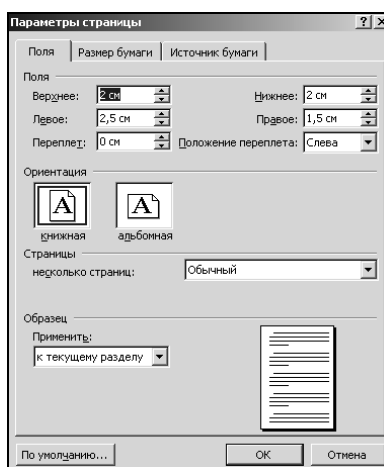 Параметры страницы
Поля Размер бумаги Источник бумаги
Поля
Верхнее: 2 см Нижнее: 2 см
Левое: 2,5 см Правое: 1,5 см
Переплет: 0 см Положение переплета: Слева
Ориентация
A A
книжная альбомная
Страницы
несколько страниц: Обычный
Образец
Применить:
к текущему разделу
По умолчанию... ОК Отмена